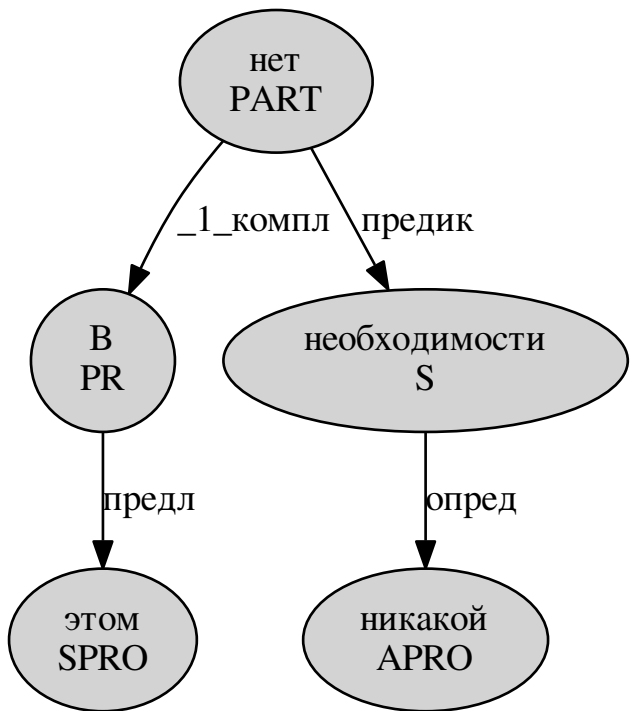 нет
PART
_1_компл
предик
В
PR
необходимости
S
предл
опред
этом
SPRO
никакой
APRO